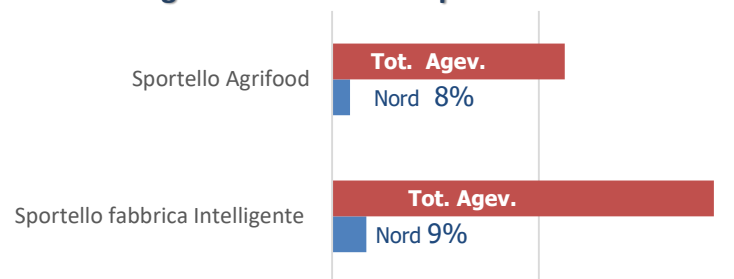 Tot. Agev.
Sportello Agrifood
Nord 8%
Tot. Agev.
Sportello fabbrica Intelligente
Nord 9%